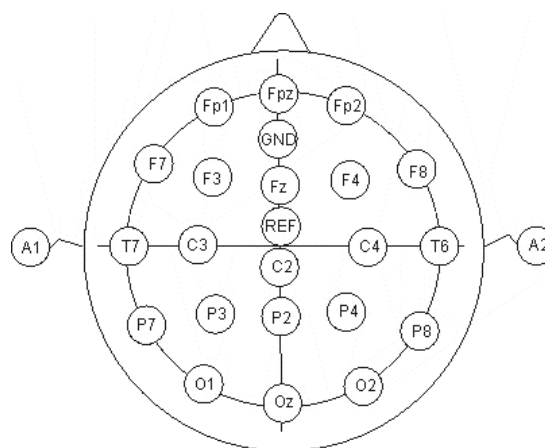 Fpz
Fp1 Fp2
GND
F7 F3 Fz F4 F8
REF
A1 T7 C3 C4 T6 A2
C2
P7 P3 P2 P4 P8
O1 Oz O2